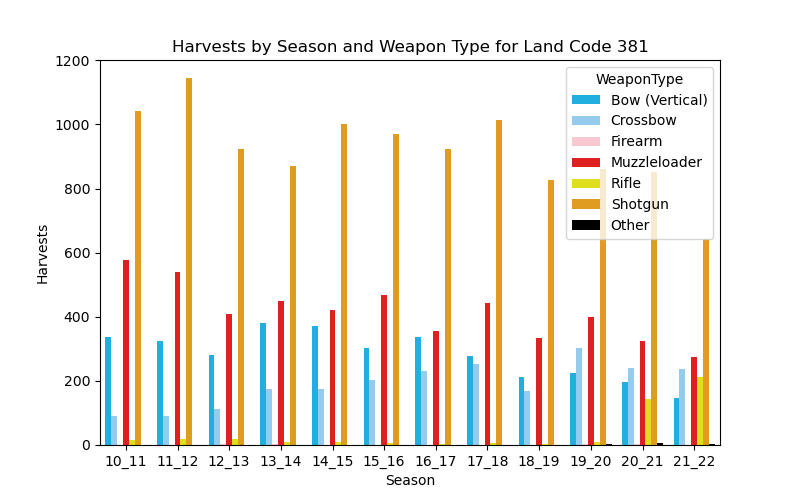 Harvests by Season and Weapon Type for Land Code 381
1200
1000
800
600
400
200
0
Harvests
WeaponType
Bow (Vertical)
Crossbow
Firearm
Muzzleloader
Rifle
Shotgun
Other
10_11 11_12 12_13 13_14 14_15 15_16 16_17 17_18 18_19 19_20 20_21 21_22
Season